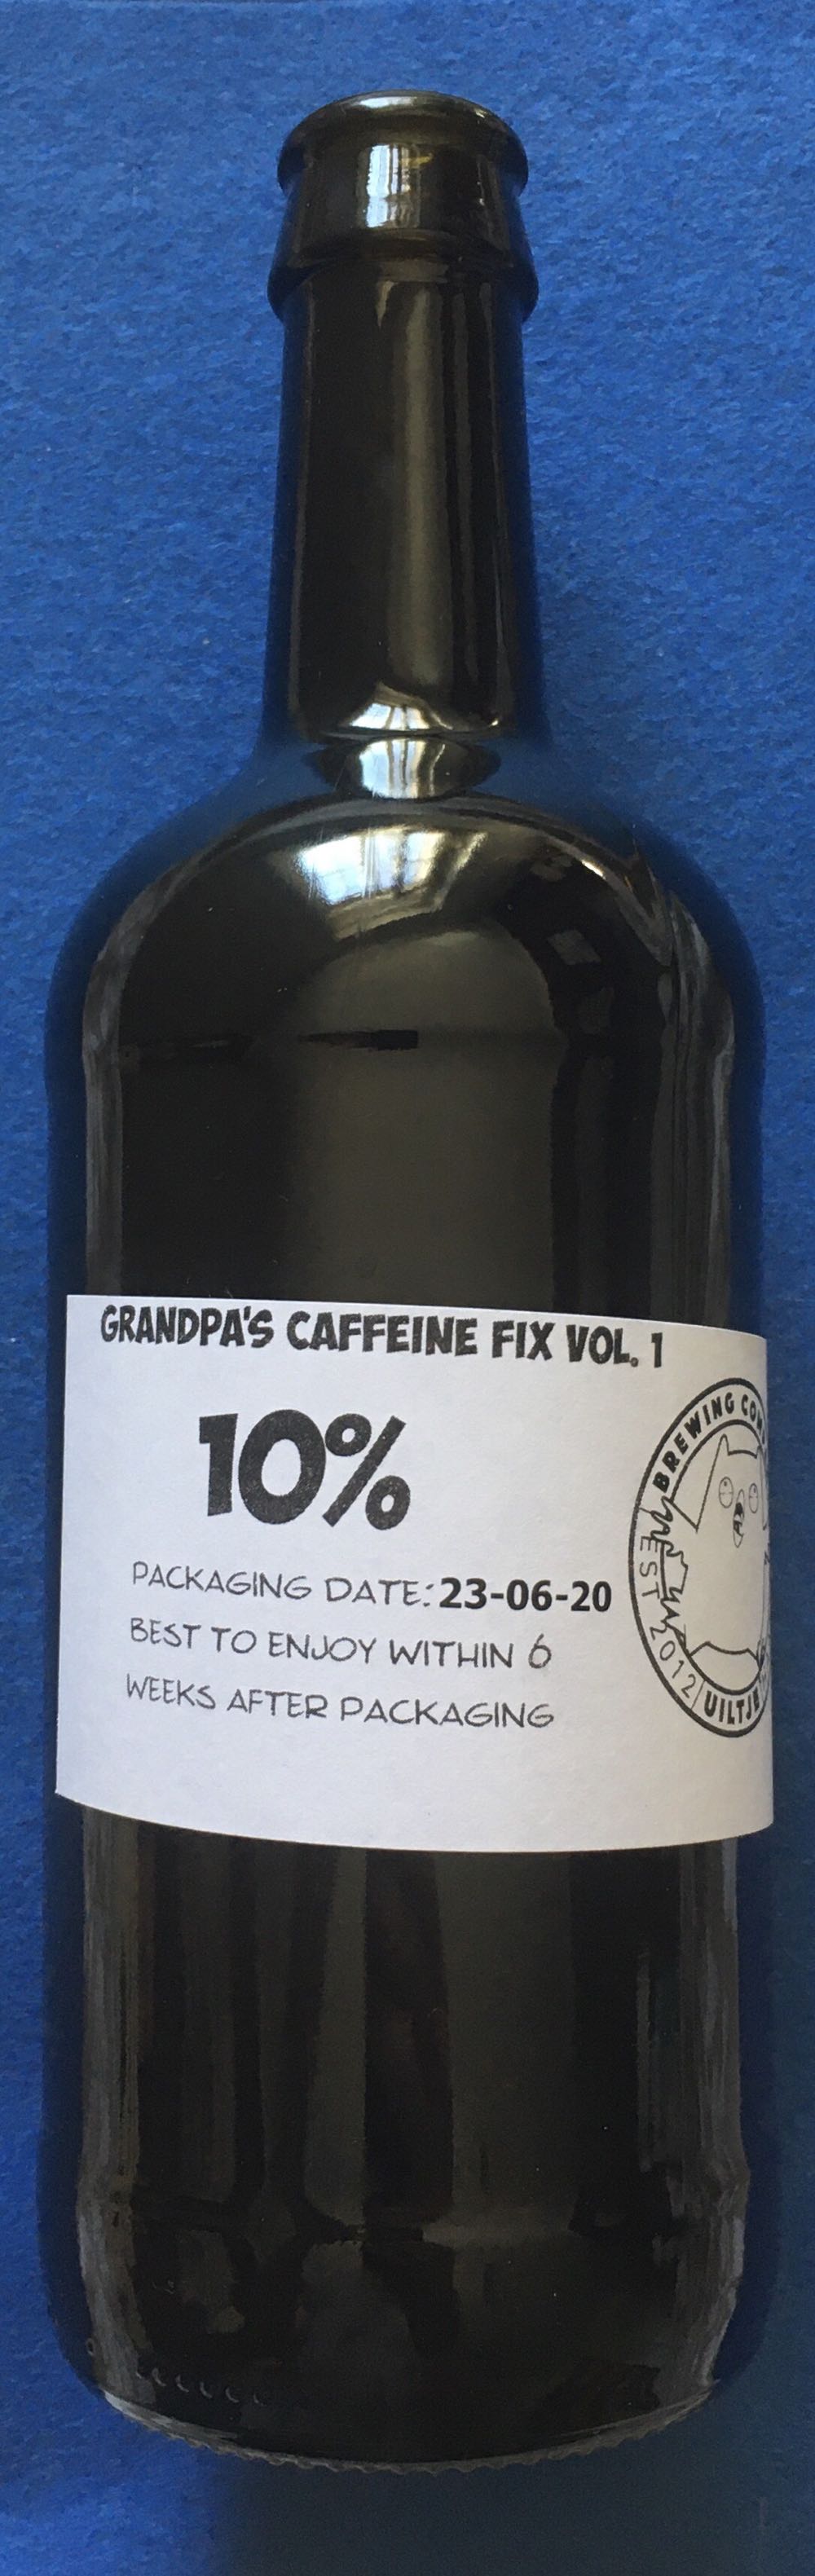 GRANDPA'S CAFFEINE FIX VOL. 1
10%
PACKAGING DATE: 23-06-20
BEST TO ENJOY WITHIN 6
WEEKS AFTER PACKAGING
BREWING
EST 2012
UILTJE